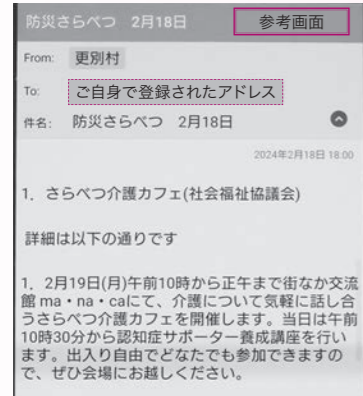 防災さらべつ 2月18日
参考画面
From: 更別村
To: ご自身で登録されたアドレス
件名: 防災さらべつ 2月18日
2024年2月18日 18:00
1．さらべつ介護カフェ(社会福祉協議会)
詳細は以下の通りです
1．2月19日(月)午前10時から正午まで街なか交流
館 ma・na・caにて、介護について気軽に話し合
うさらべつ介護カフェを開催します。当日は午前
10時30分から認知症サポーター養成講座を行い
ます。出入り自由でどなたでも参加できますの
で、ぜひ会場にお越しください。